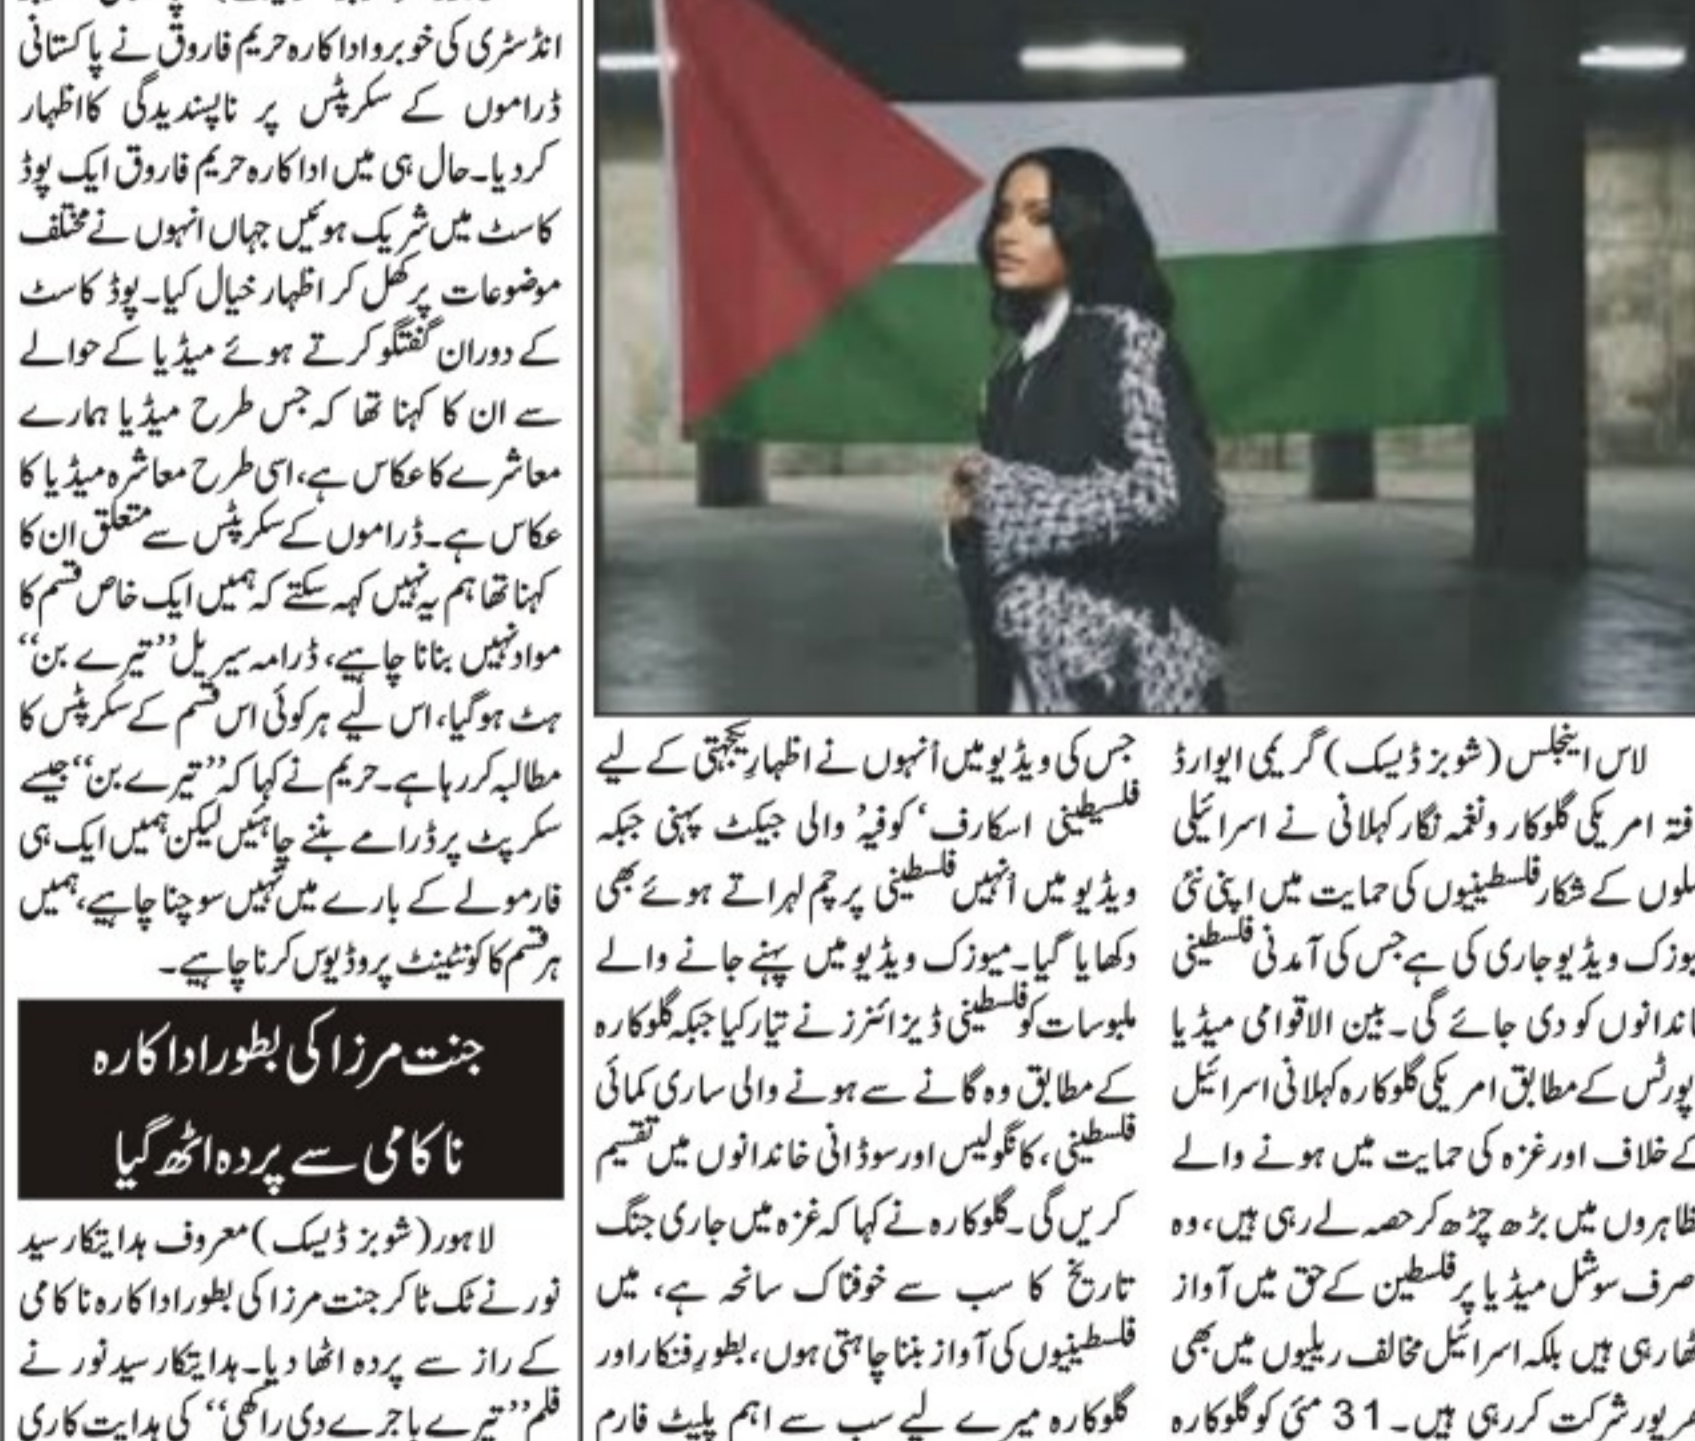 انڈسٹری کی خوبرو اداکارہ حریم فاروق نے پاکستانی
ڈراموں کے سکرپٹس پر ناپسندیدگی کا اظہار
کر دیا۔ حال ہی میں اداکارہ حریم فاروق ایک پوڈ
کاسٹ میں شریک ہوئیں جہاں انہوں نے مختلف
موضوعات پر کھل کر اظہار خیال کیا۔ پوڈ کاسٹ
کے دوران گفتگو کرتے ہوئے میڈیا کے حوالے
سے ان کا کہنا تھا کہ جس طرح میڈیا ہمارے
معاشرے کا عکاس ہے، اسی طرح معاشرہ میڈیا کا
عکاس ہے۔ ڈراموں کے سکرپٹس سے متعلق ان کا
کہنا تھا ہم یہ نہیں کہہ سکتے کہ ہمیں ایک خاص قسم کا
مواد نہیں بنانا چاہیے، ڈرامہ سیریل ’’تیرے بن‘‘
ہٹ ہوگیا، اس لیے ہر کوئی اس قسم کے سکرپٹس کا
مطالبہ کر رہا ہے۔ حریم نے کہا کہ ’’تیرے بن‘‘ جیسے
سکرپٹ پر ڈرامے بننے چاہئیں لیکن ہمیں ایک ہی
فارمولے کے بارے میں نہیں سوچنا چاہیے، ہمیں
ہر قسم کا کونٹینٹ پروڈیوس کرنا چاہیے۔
جنت مرزا کی بطور اداکارہ
ناکامی سے پردہ اٹھ گیا
لاہور (شوبز ڈیسک) معروف ہدایتکار سید
نور نے ٹک ٹاکر جنت مرزا کی بطور اداکارہ ناکامی
کے راز سے پردہ اٹھا دیا۔ ہدایتکار سید نور نے
فلم ’’تیرے باجرے دی راکھی‘‘ کی ہدایت کاری
لاس اینجلس (شوبز ڈیسک) گریمی ایوارڈ
فتہ امریکی گلوکار و نغمہ نگار کہلانی نے اسرائیلی
ملوں کے شکار فلسطینیوں کی حمایت میں اپنی نئی
یوزک ویڈیو جاری کی ہے جس کی آمدنی فلسطینی
اندانوں کو دی جائے گی۔ بین الاقوامی میڈیا
پورٹس کے مطابق امریکی گلوکارہ کہلانی اسرائیل
کے خلاف اور غزہ کی حمایت میں ہونے والے
ظاہروں میں بڑھ چڑھ کر حصہ لے رہی ہیں، وہ
صرف سوشل میڈیا پر فلسطین کے حق میں آواز
ٹھا رہی ہیں بلکہ اسرائیل مخالف ریلیوں میں بھی
ھرپور شرکت کر رہی ہیں۔ 31 مئی کو گلوکارہ
جس کی ویڈیو میں اُنہوں نے اظہارِ یکجہتی کے لیے
فلسطینی اسکارف ’کوفیہ‘ والی جیکٹ پہنی جبکہ
ویڈیو میں اُنہیں فلسطینی پرچم لہراتے ہوئے بھی
دکھایا گیا۔ میوزک ویڈیو میں پہنے جانے والے
ملبوسات کو فلسطینی ڈیزائنرز نے تیار کیا جبکہ گلوکارہ
کے مطابق وہ گانے سے ہونے والی ساری کمائی
فلسطینی، کانگولیس اور سوڈانی خاندانوں میں تقسیم
کریں گی۔ گلوکارہ نے کہا کہ غزہ میں جاری جنگ
تاریخ کا سب سے خوفناک سانحہ ہے، میں
فلسطینیوں کی آواز بننا چاہتی ہوں، بطورِ فنکار اور
گلوکارہ میرے لیے سب سے اہم پلیٹ فارم